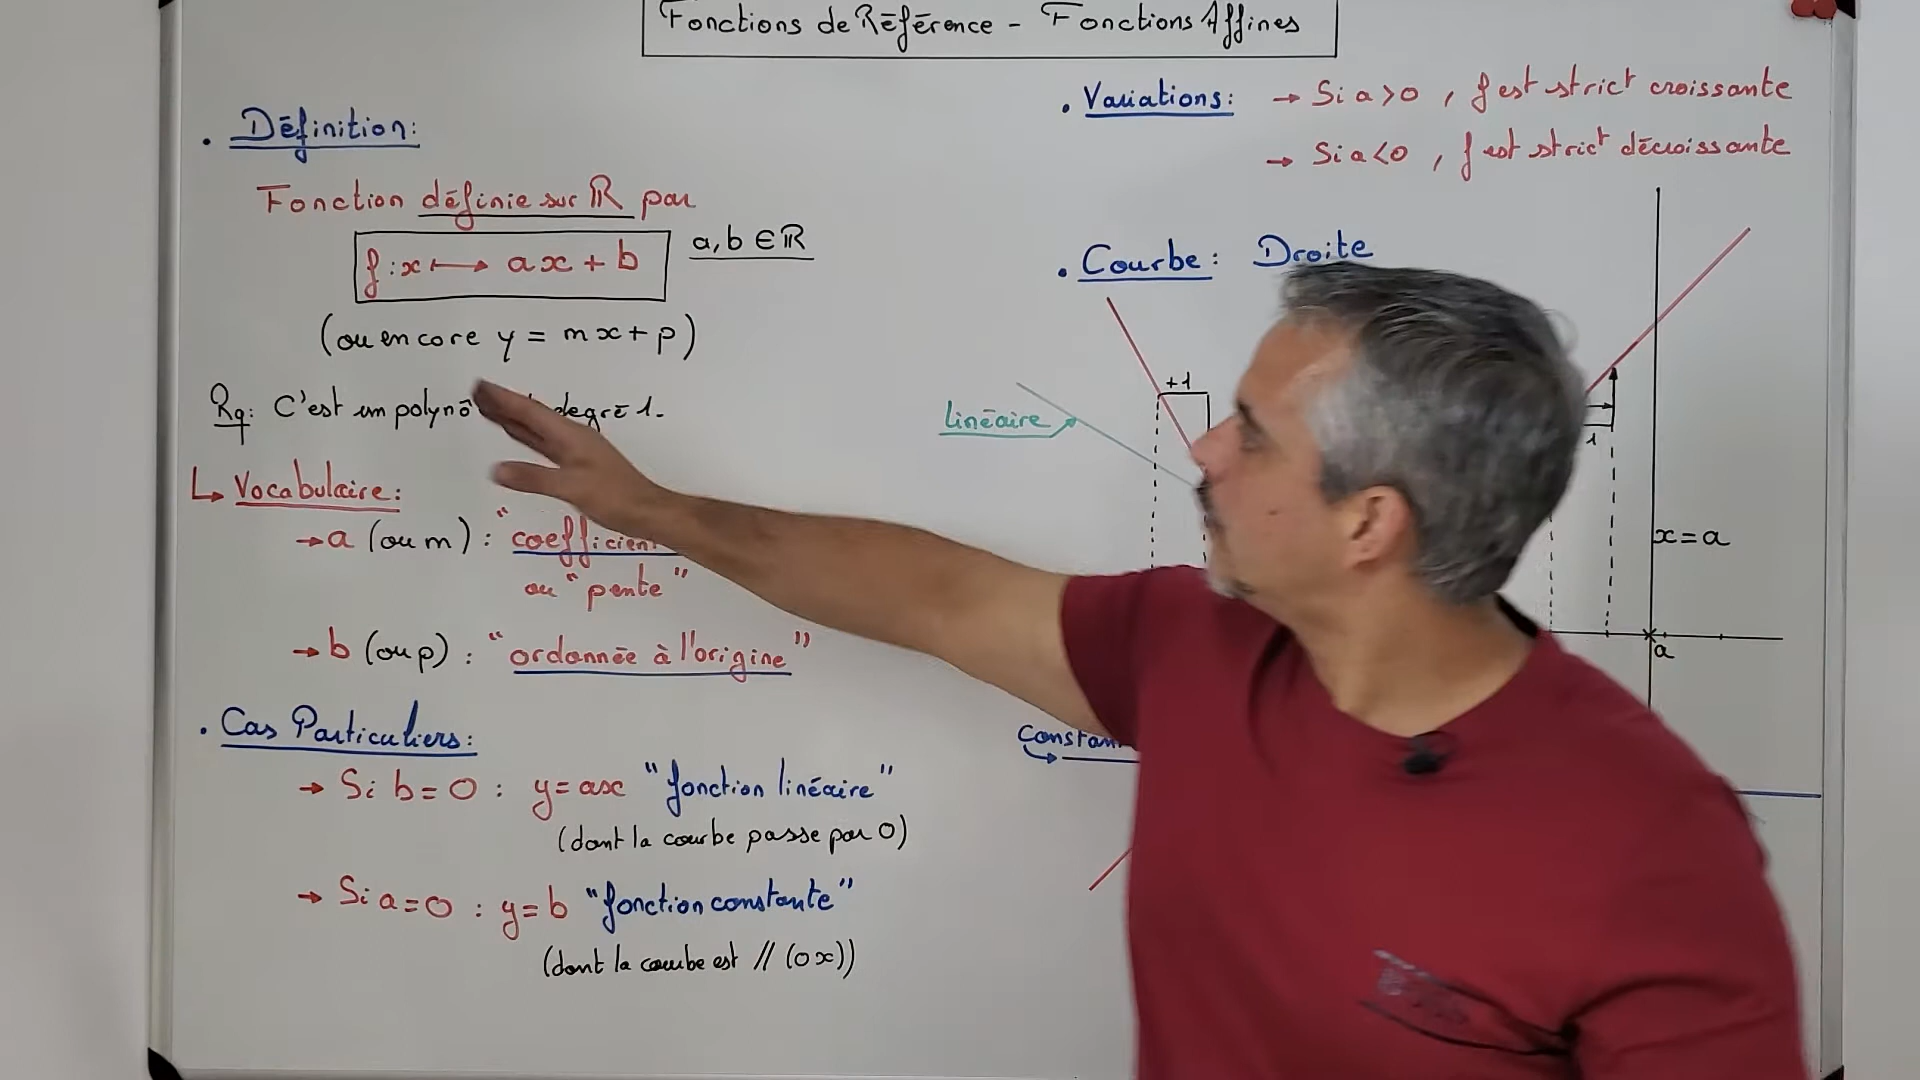 Fonctions de Référence - Fonctions Affines
• Définition:
Fonction définie sur ℝ par
f : x ⟼ ax + b
a, b ∈ ℝ
(ou encore y = mx + p)
Rq: C'est un degré 1.
↳ Vocabulaire:
→ a (ou m) : "
ou "pente"
→ b (ou p) : "ordonnée à l'origine"
• Cas Particuliers:
→ Si b = 0 : y = ax "fonction linéaire"
(dont la courbe passe par O)
→ Si a = 0 : y = b "fonction constante"
(dont la courbe est // (Ox))
• Variations: → Si a > 0 , f est strict croissante
→ Si a < 0 , f est strict décroissante
• Courbe : Droite
+1
linéaire
1
x = a
a